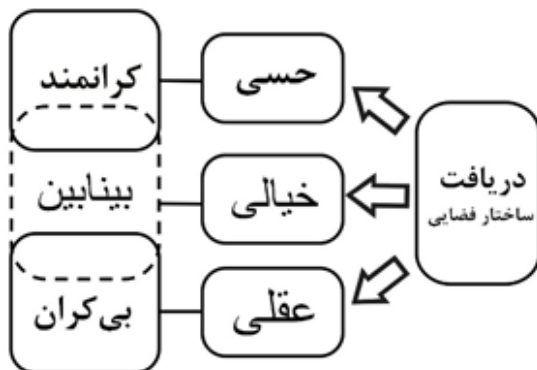 دریافت
ساختار فضایی
حسی
کرانمند
خیالی
بینابین
عقلی
بی‌کران